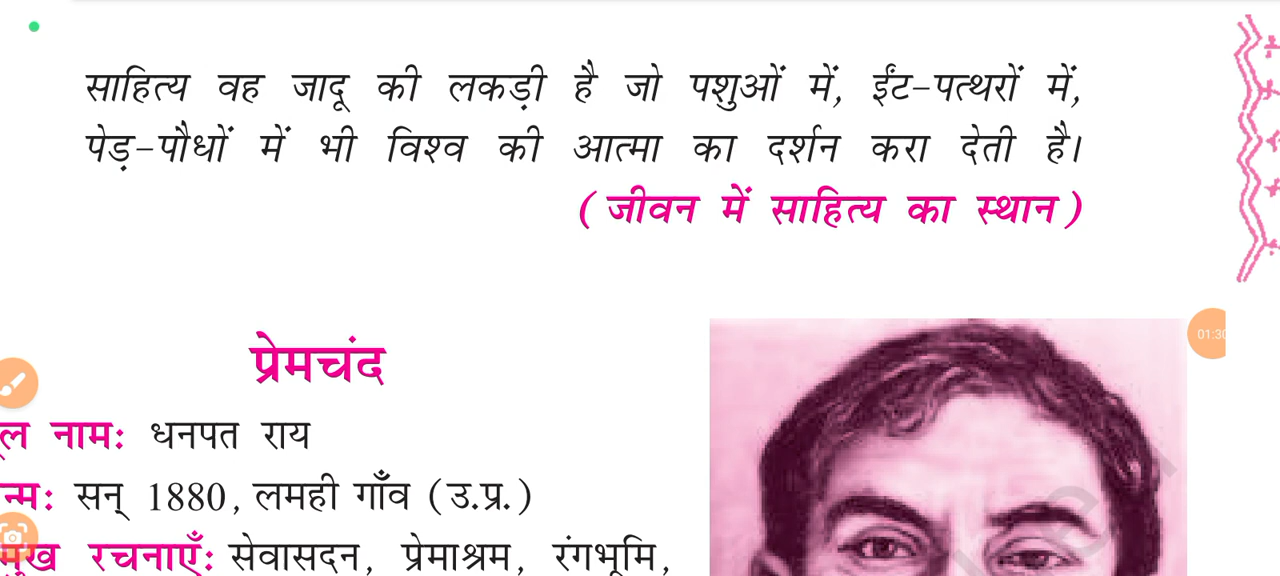 साहित्य वह जादू की लकड़ी है जो पशुओं में, ईंट-पत्थरों में,
पेड़-पौधों में भी विश्व की आत्मा का दर्शन करा देती है।
(जीवन में साहित्य का स्थान)
प्रेमचंद
ल नाम: धनपत राय
न्म: सन् 1880, लमही गाँव (उ.प्र.)
मुख रचनाएँ: सेवासदन, प्रेमाश्रम, रंगभूमि,
01:30